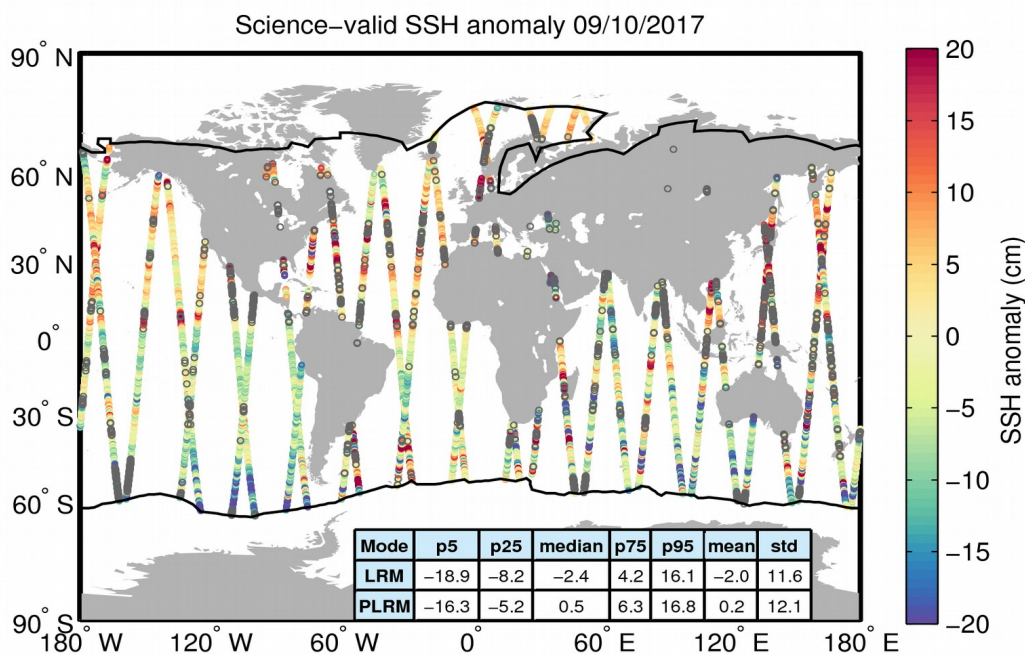 Science−valid SSH anomaly 09/10/2017
90° N
60° N
30° N
0°
30° S
60° S
90° S
180° W
120° W
60° W
0°
60° E
120° E
180° E
20
15
10
5
0
−5
−10
−15
−20
SSH anomaly (cm)
Mode p5 p25 median p75 p95 mean std
LRM −18.9 −8.2 −2.4 4.2 16.1 −2.0 11.6
PLRM −16.3 −5.2 0.5 6.3 16.8 0.2 12.1